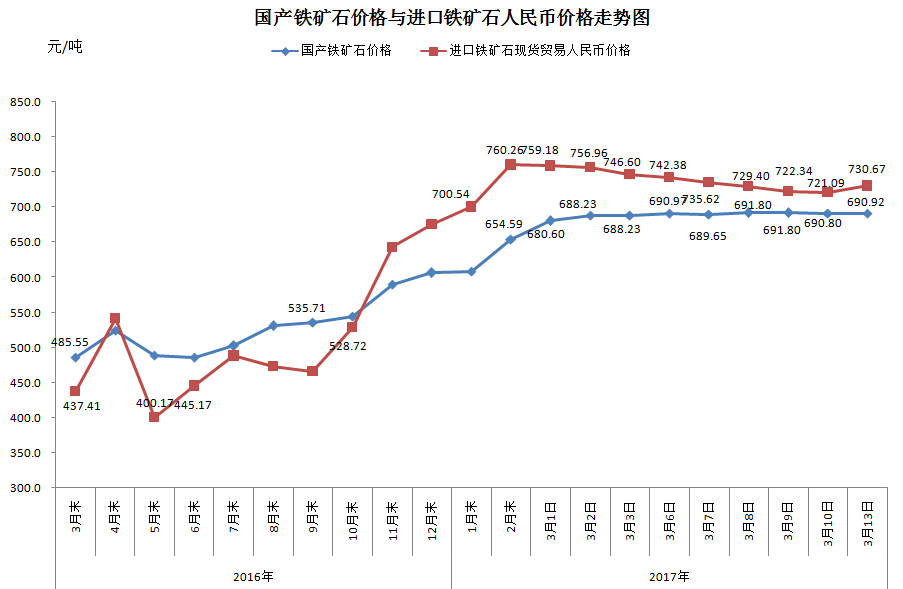 国产铁矿石价格与进口铁矿石人民币价格走势图
元/吨
国产铁矿石价格 进口铁矿石现货贸易人民币价格
850.0
800.0
750.0
700.0
650.0
600.0
550.0
500.0
450.0
400.0
350.0
300.0
485.55
535.71
654.59
680.60
688.23
688.23
690.97
689.65
691.80
691.80
690.80
690.92
437.41
400.17
445.17
528.72
700.54
760.26
759.18
756.96
746.60
742.38
735.62
729.40
722.34
721.09
730.67
3月末
4月末
5月末
6月末
7月末
8月末
9月末
10月末
11月末
12月末
1月末
2月末
3月1日
3月2日
3月3日
3月6日
3月7日
3月8日
3月9日
3月10日
3月13日
2016年
2017年